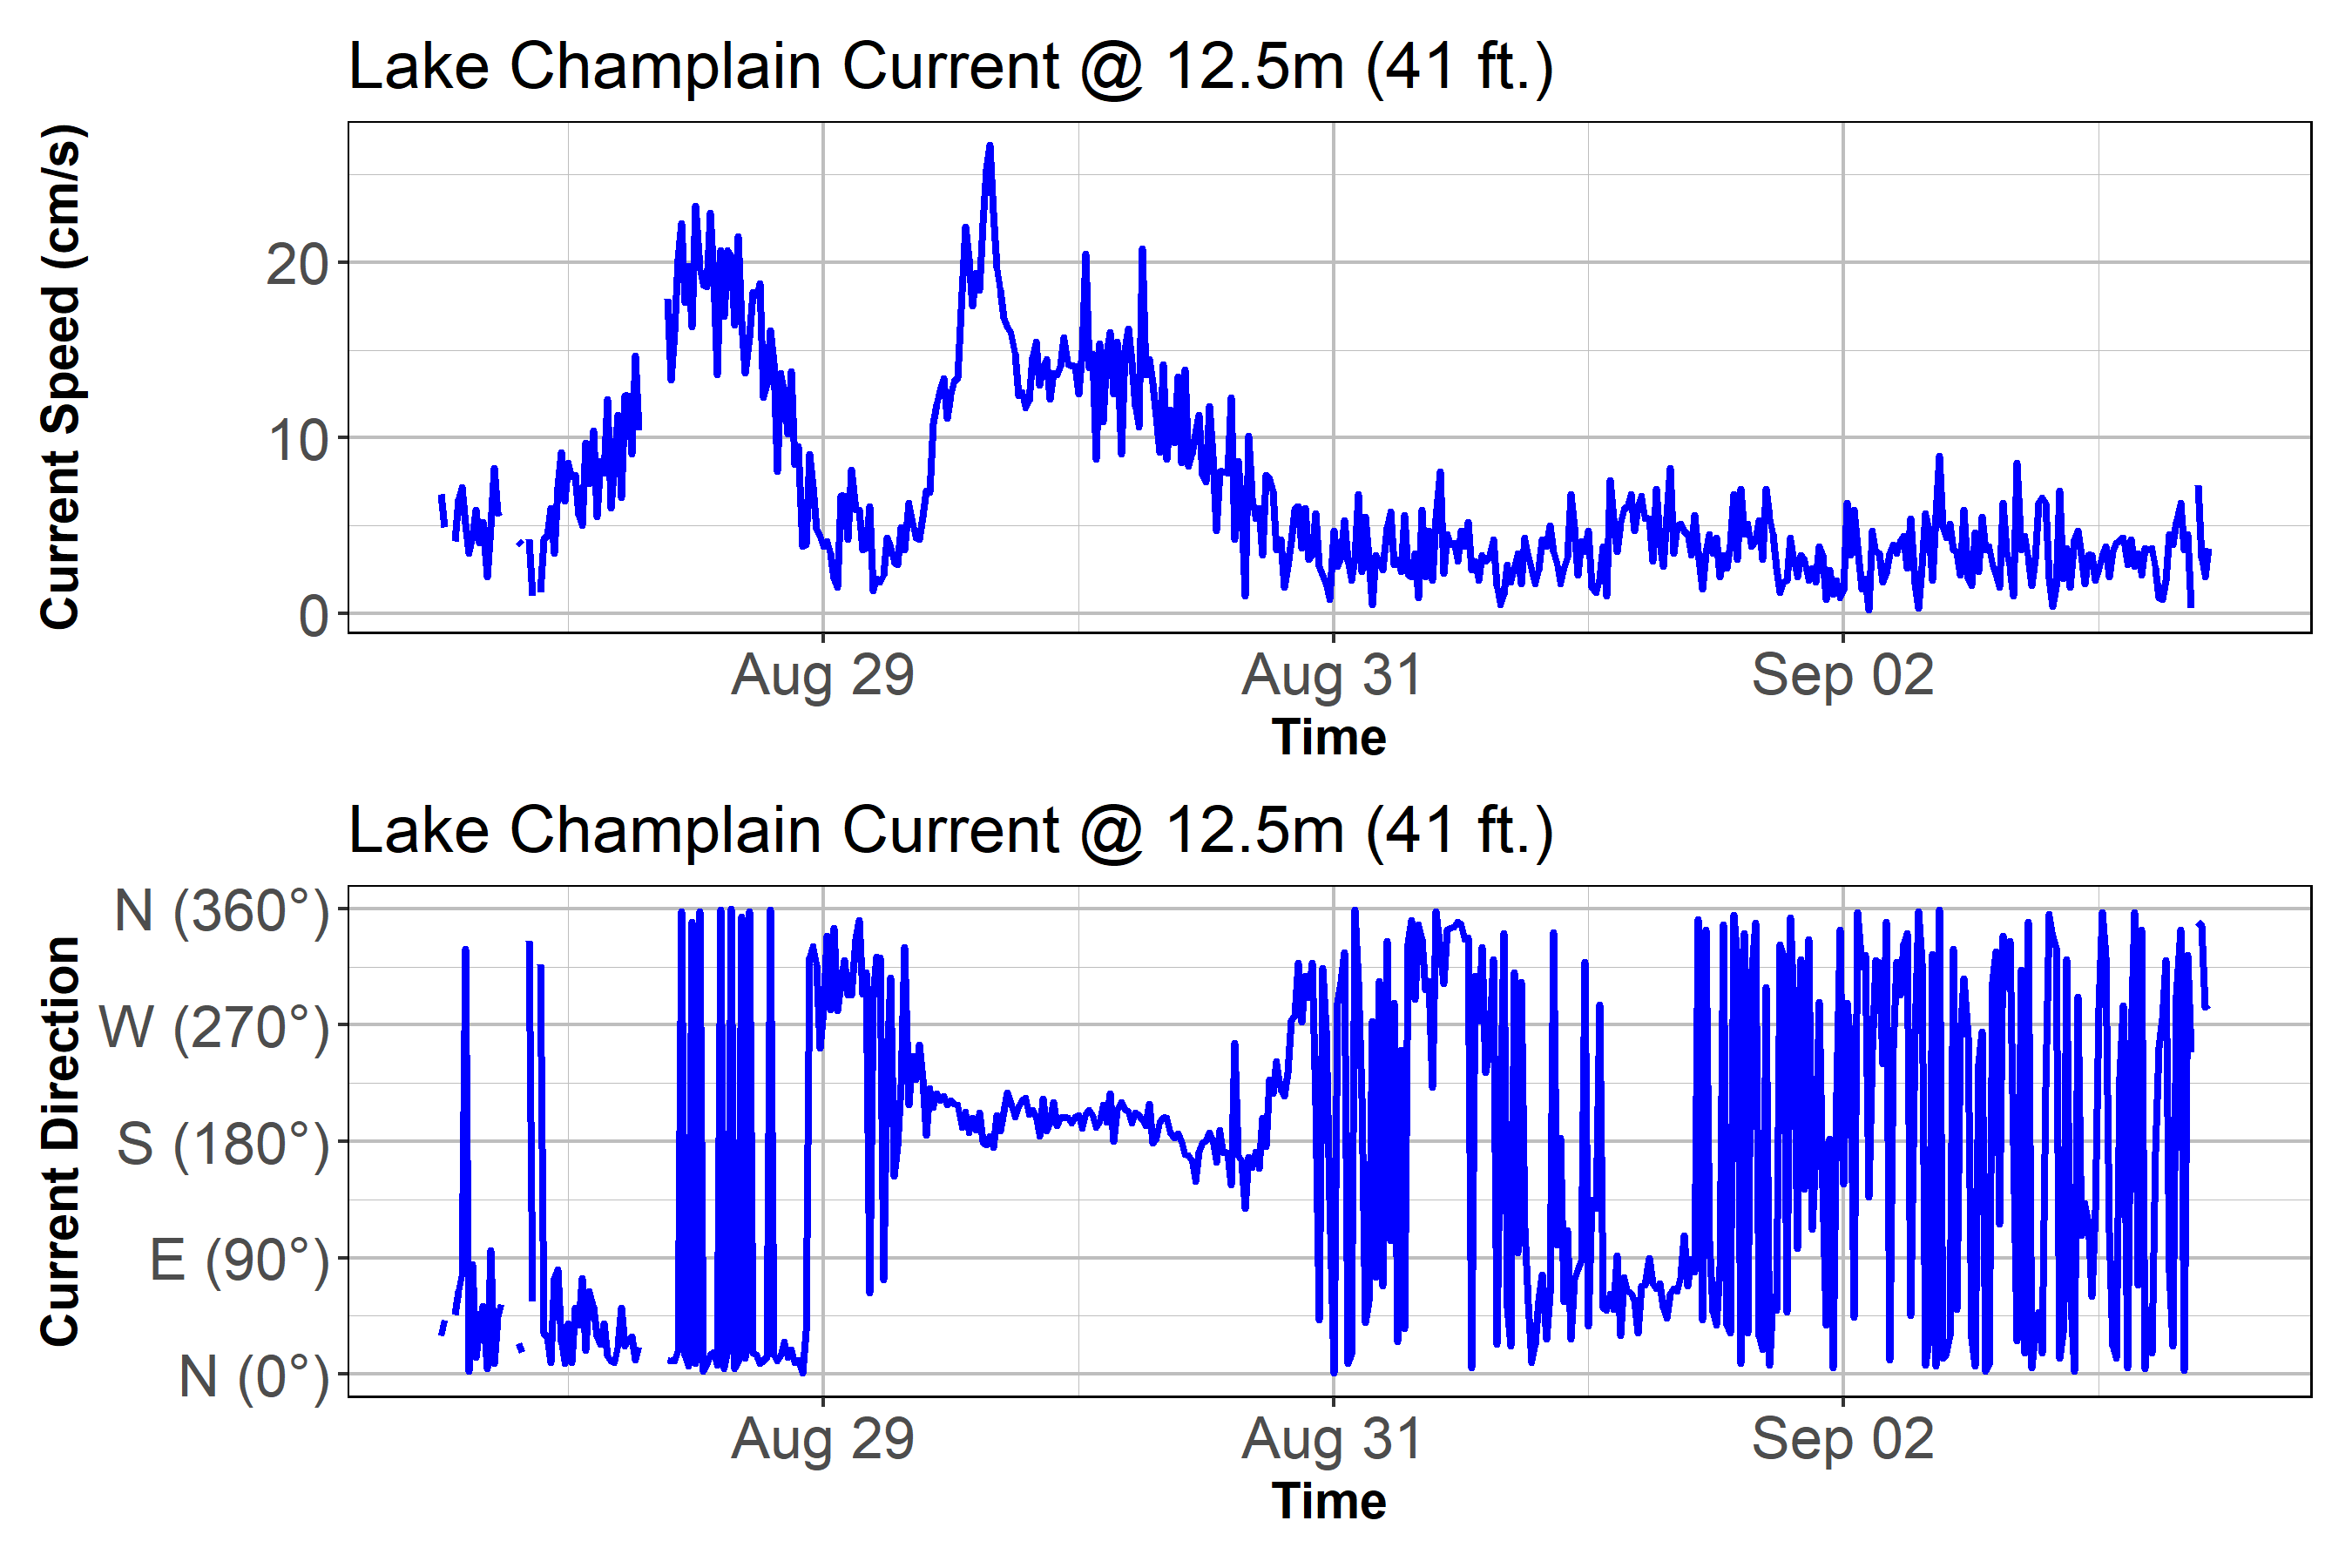 Lake Champlain Current @ 12.5m (41 ft.)
Current Speed (cm/s)
20
10
0
Aug 29 Aug 31 Sep 02
Time
Lake Champlain Current @ 12.5m (41 ft.)
Current Direction
N (360°)
W (270°)
S (180°)
E (90°)
N (0°)
Aug 29 Aug 31 Sep 02
Time